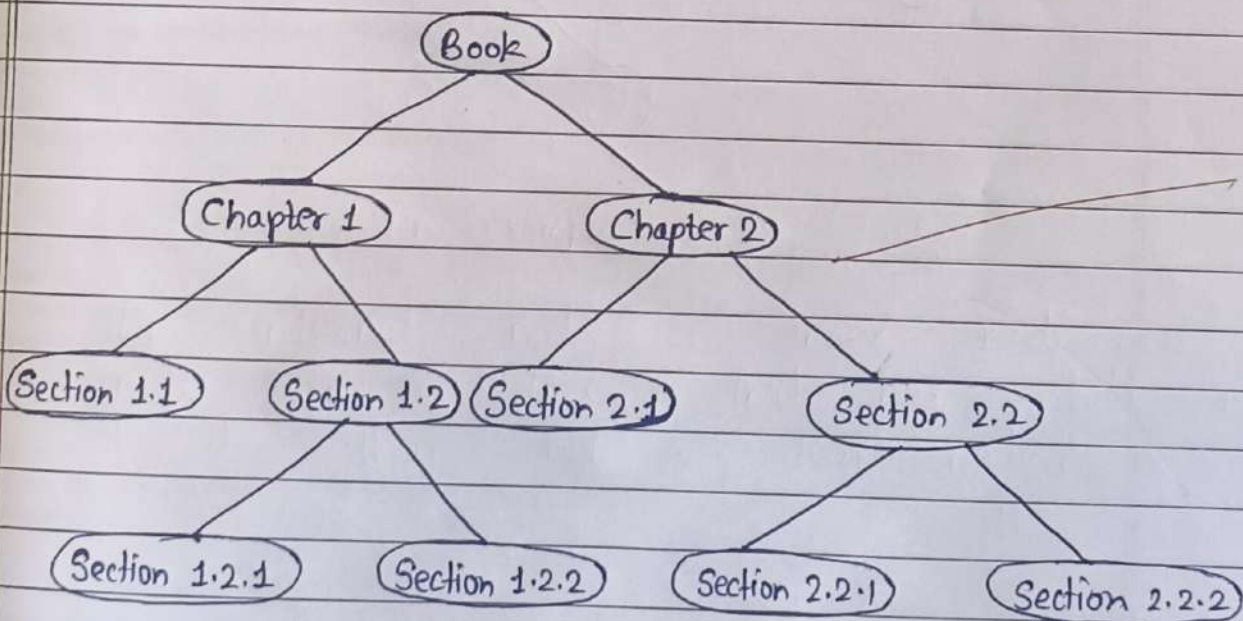 Book
Chapter 1 Chapter 2
Section 1.1 Section 1.2 Section 2.1 Section 2.2
Section 1.2.1 Section 1.2.2 Section 2.2.1 Section 2.2.2